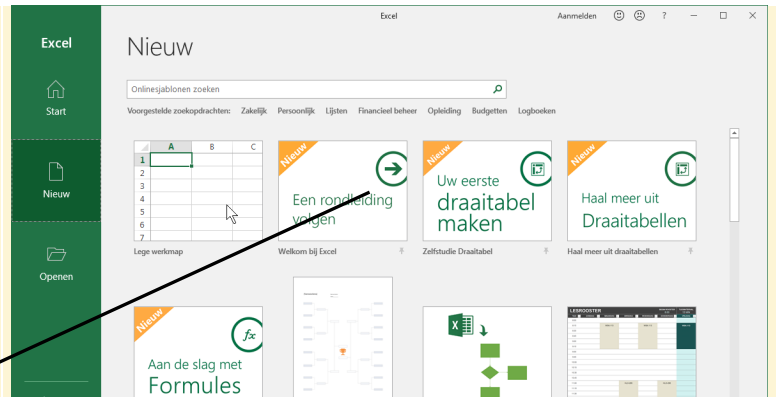 Excel
Aanmelden
?
Excel
Nieuw
Onlinesjablonen zoeken
Start
Voorgestelde zoekopdrachten: Zakelijk Persoonlijk Lijsten Financieel beheer Opleiding Budgetten Logboeken
Nieuw
A B C
1
2
3
4
5
6
7
Lege werkmap
Nieuw
Een rondleiding
volgen
Welkom bij Excel
Nieuw
Uw eerste
draaitabel
maken
Zelfstudie Draaitabel
Nieuw
Haal meer uit
Draaitabellen
Haal meer uit draaitabellen
Openen
Nieuw
fx
Aan de slag met
Formules
X
LESROOSTER